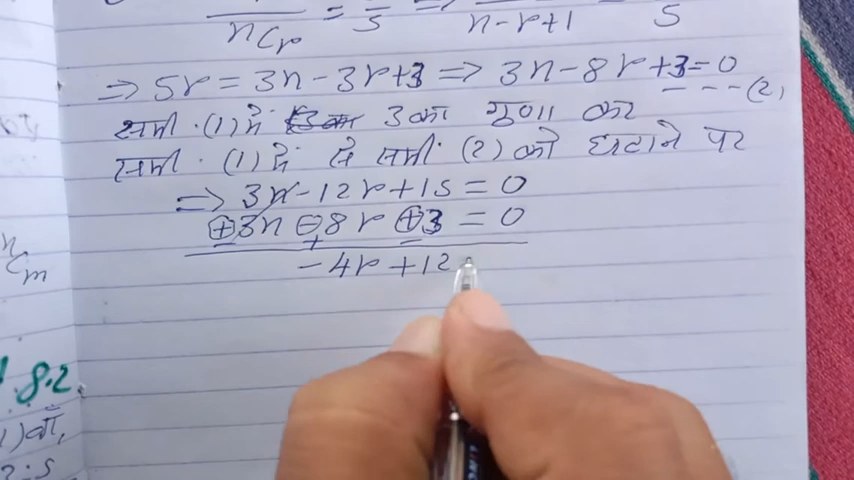 nCr = 5 ⇒ n-r+1 5
⇒ 5r = 3n - 3r+3 ⇒ 3n - 8r +3=0
---(2)
समी. (1) में 3 का गुणा कर
समी. (1) में से समी. (2) को घटाने पर
⇒ 3n - 12r + 15 = 0
⊕3n ⊖8r ⊕3 = 0
- + -
-4r + 12
n
Cm
8.2